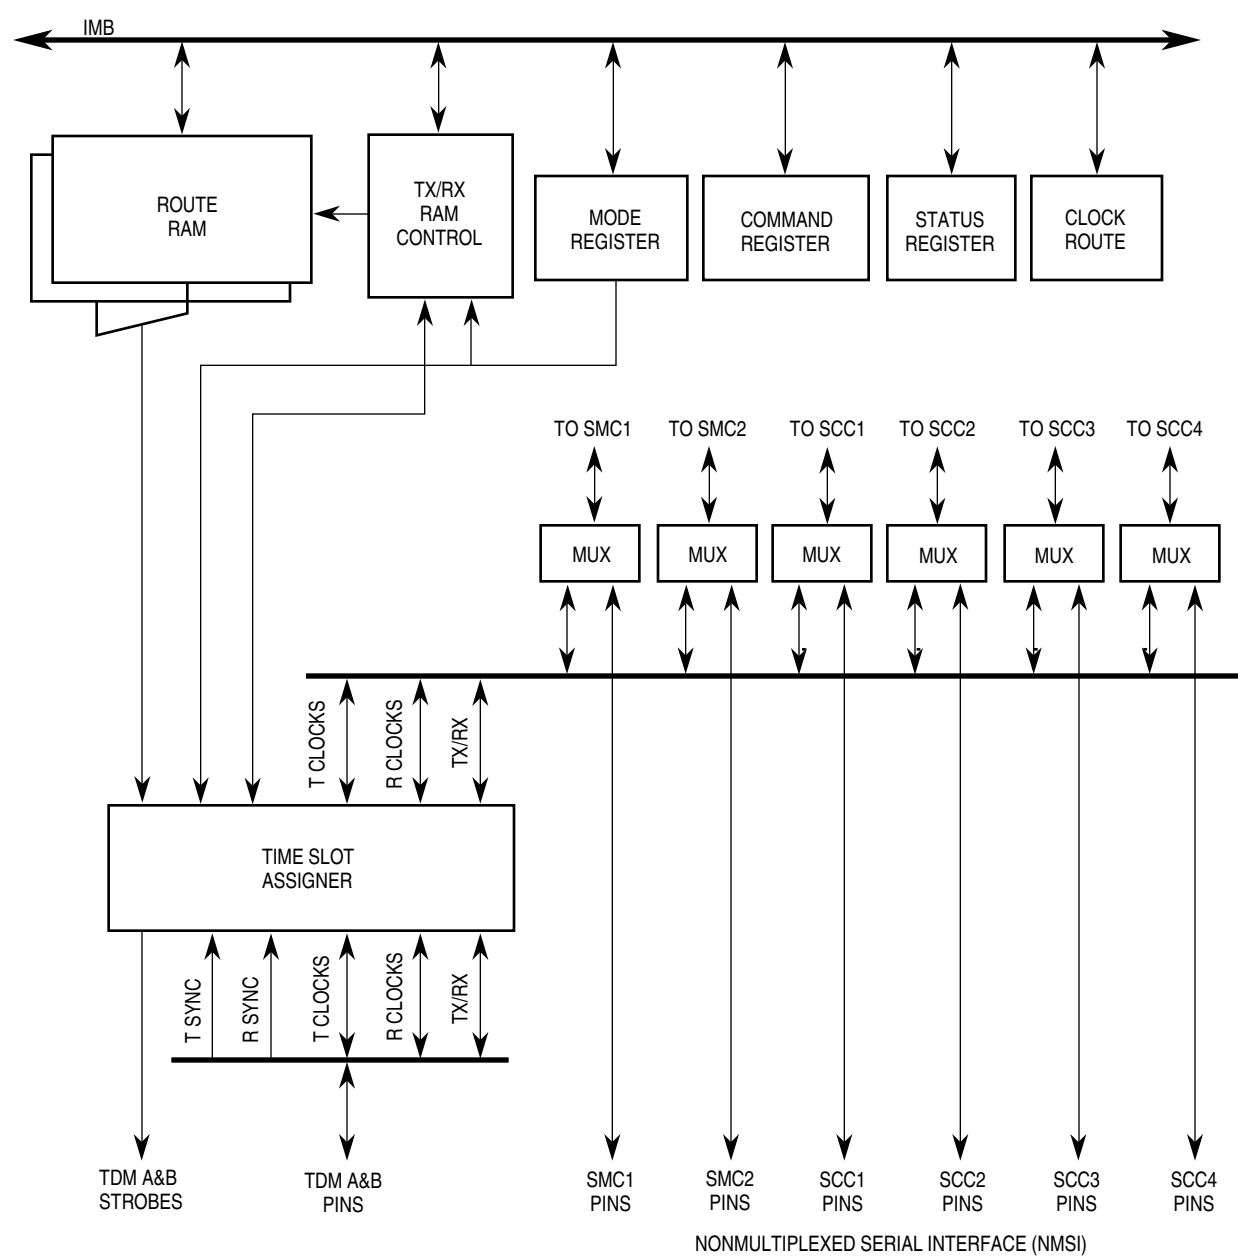 IMB
ROUTE
RAM
TX/RX
RAM
CONTROL
MODE
REGISTER
COMMAND
REGISTER
STATUS
REGISTER
CLOCK
ROUTE
TO SMC1
TO SMC2
TO SCC1
TO SCC2
TO SCC3
TO SCC4
MUX
MUX
MUX
MUX
MUX
MUX
T CLOCKS
R CLOCKS
TX/RX
TIME SLOT
ASSIGNER
T SYNC
R SYNC
T CLOCKS
R CLOCKS
TX/RX
TDM A&B
STROBES
TDM A&B
PINS
SMC1
PINS
SMC2
PINS
SCC1
PINS
SCC2
PINS
SCC3
PINS
SCC4
PINS
NONMULTIPLEXED SERIAL INTERFACE (NMSI)